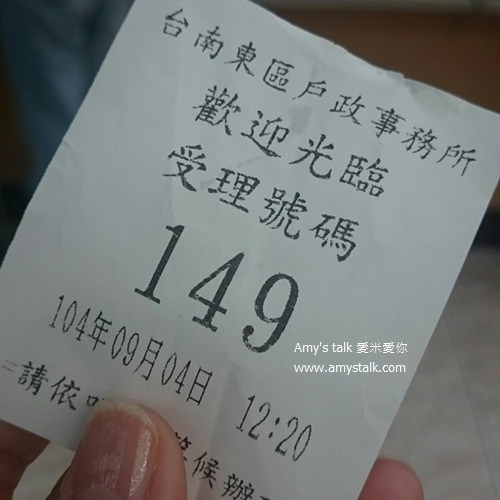 台南東區戶政事務所
歡迎光臨
受理號碼
149
104年09月04日 12:20
請依 候辦
Amy's talk 愛米愛你
www.amystalk.com